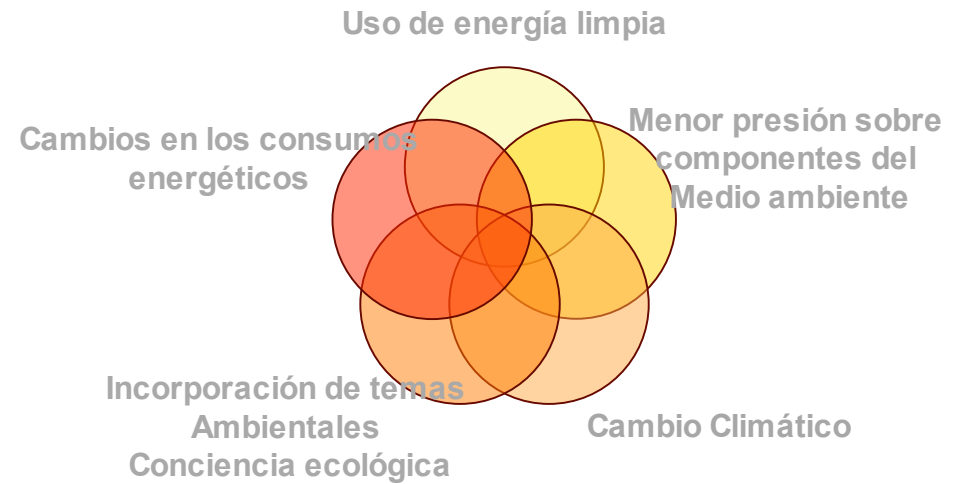 Uso de energía limpia
Cambios en los consumos
energéticos
Menor presión sobre
componentes del
Medio ambiente
Incorporación de temas
Ambientales
Conciencia ecológica
Cambio Climático